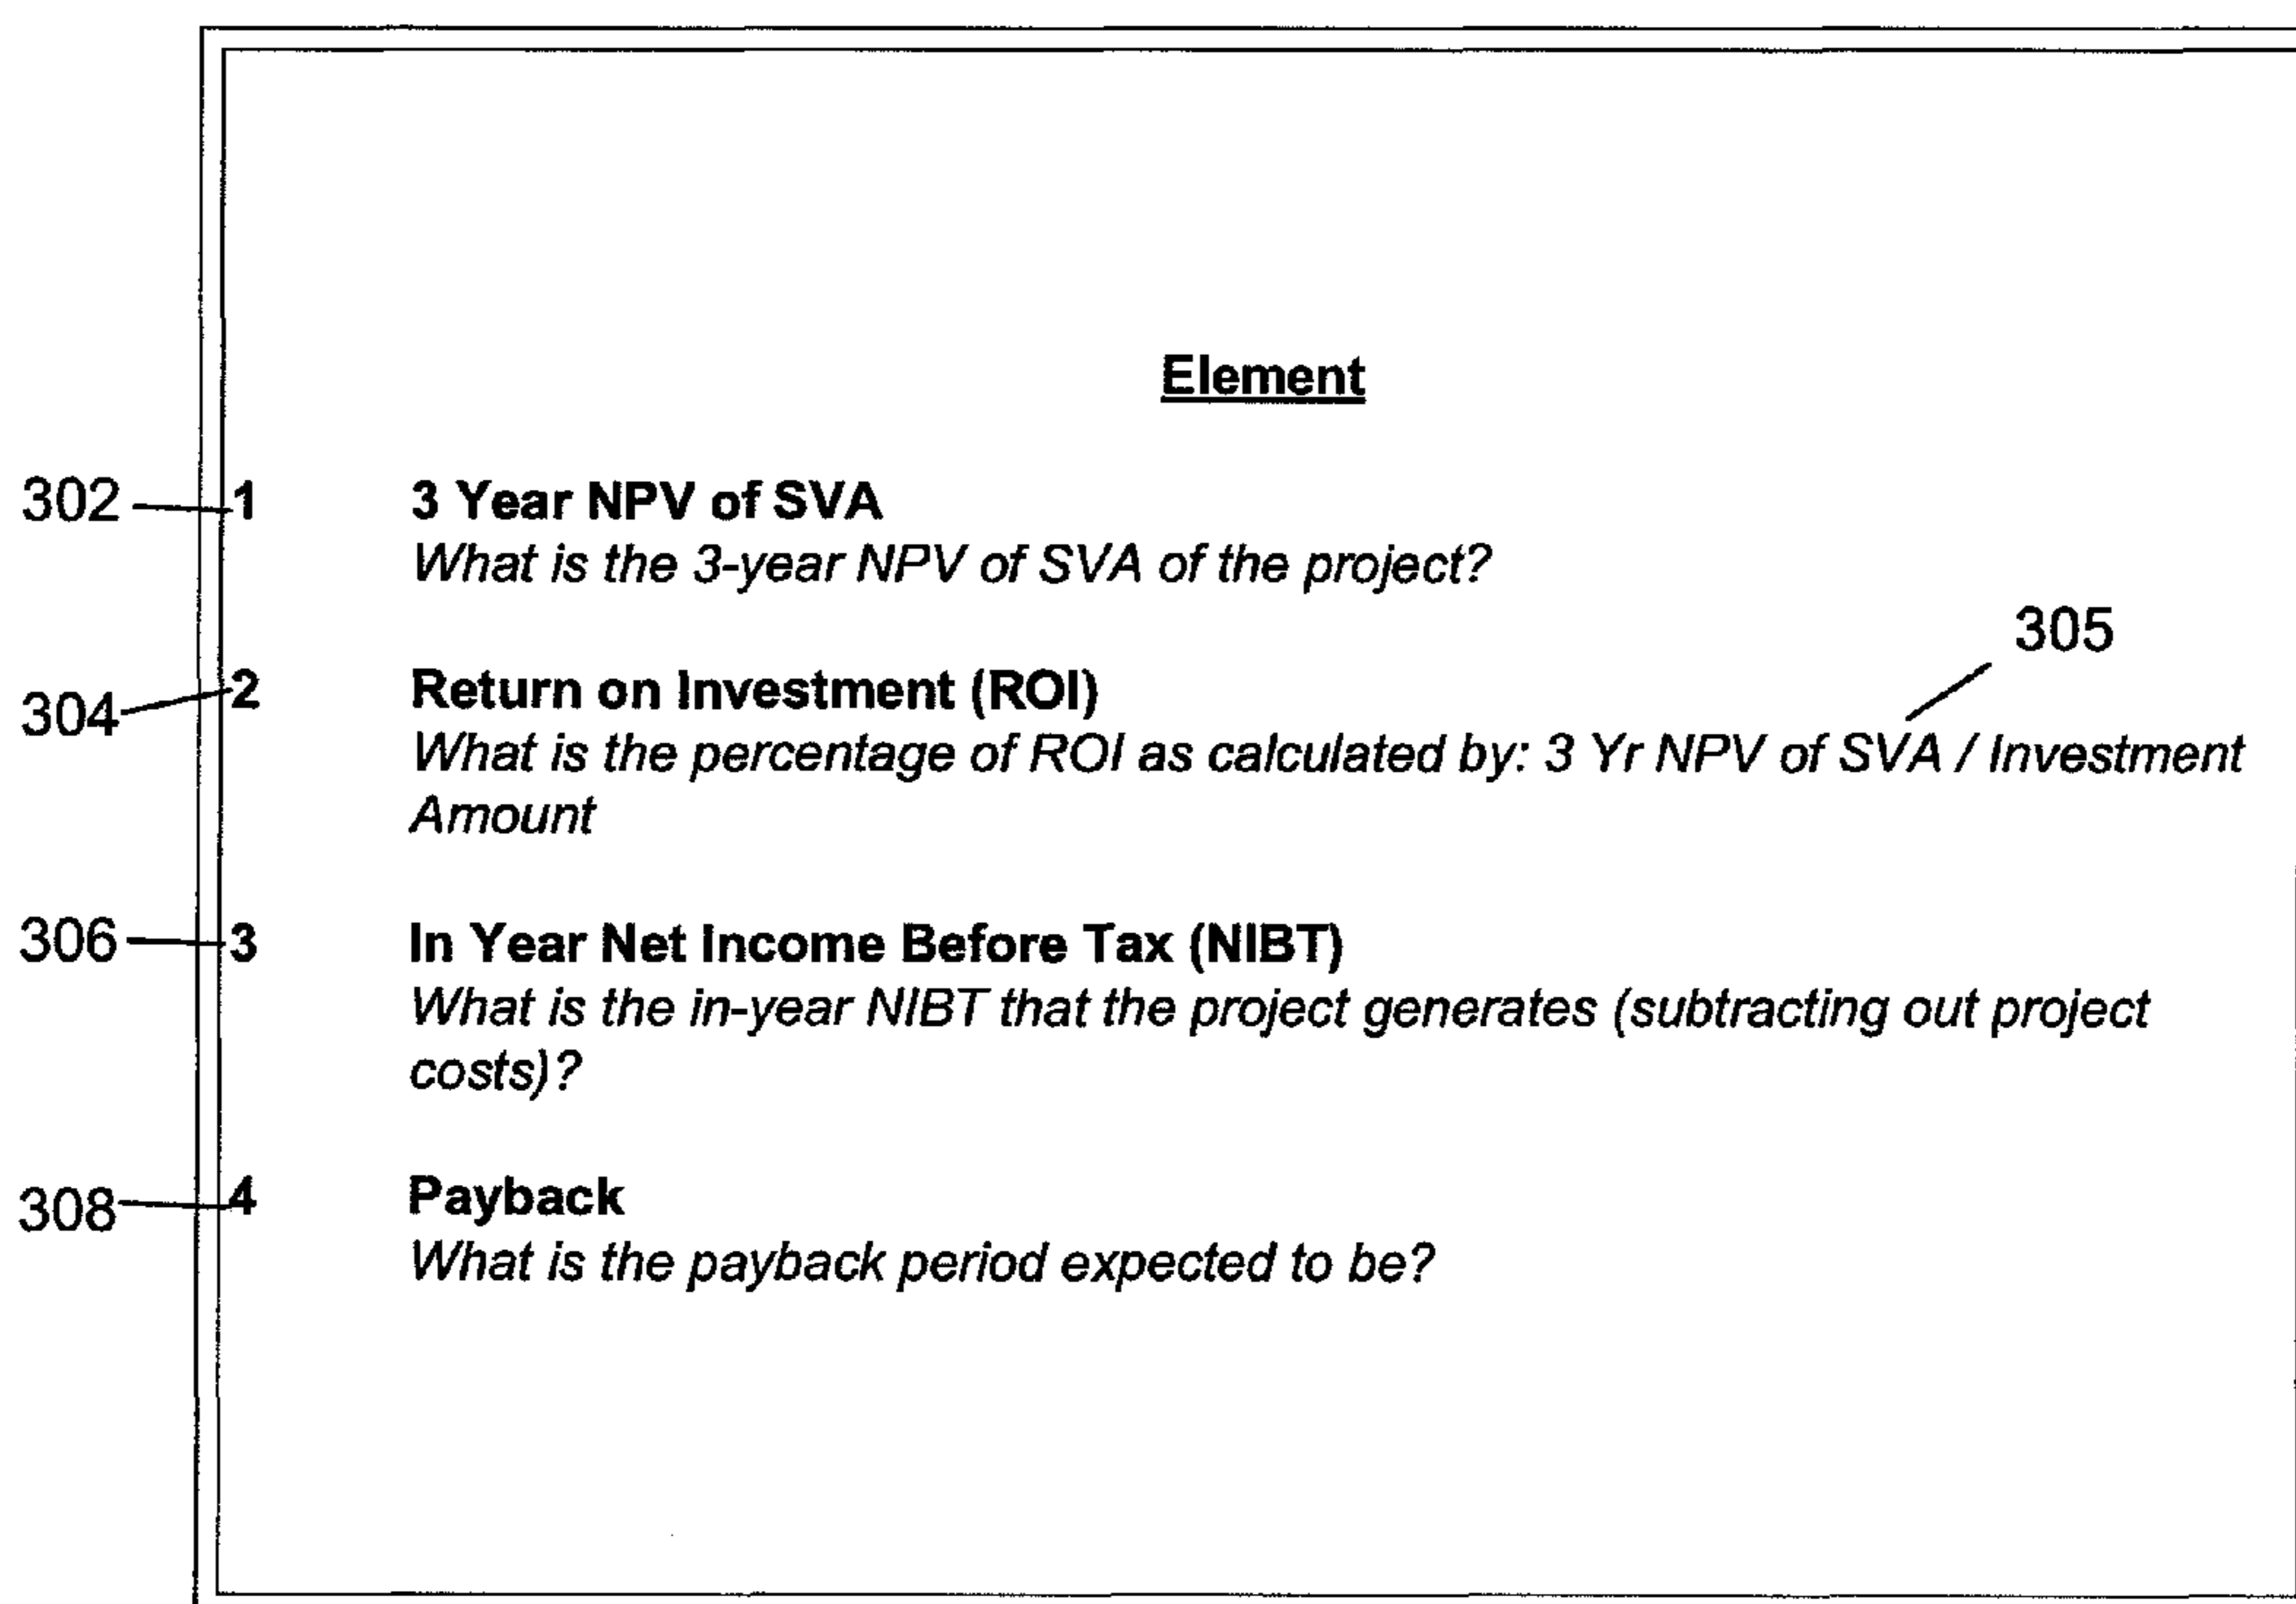 Element
302 1 3 Year NPV of SVA
What is the 3-year NPV of SVA of the project?
305
304 2 Return on Investment (ROI)
What is the percentage of ROI as calculated by: 3 Yr NPV of SVA / Investment
Amount
306 3 In Year Net Income Before Tax (NIBT)
What is the in-year NIBT that the project generates (subtracting out project
costs)?
308 4 Payback
What is the payback period expected to be?